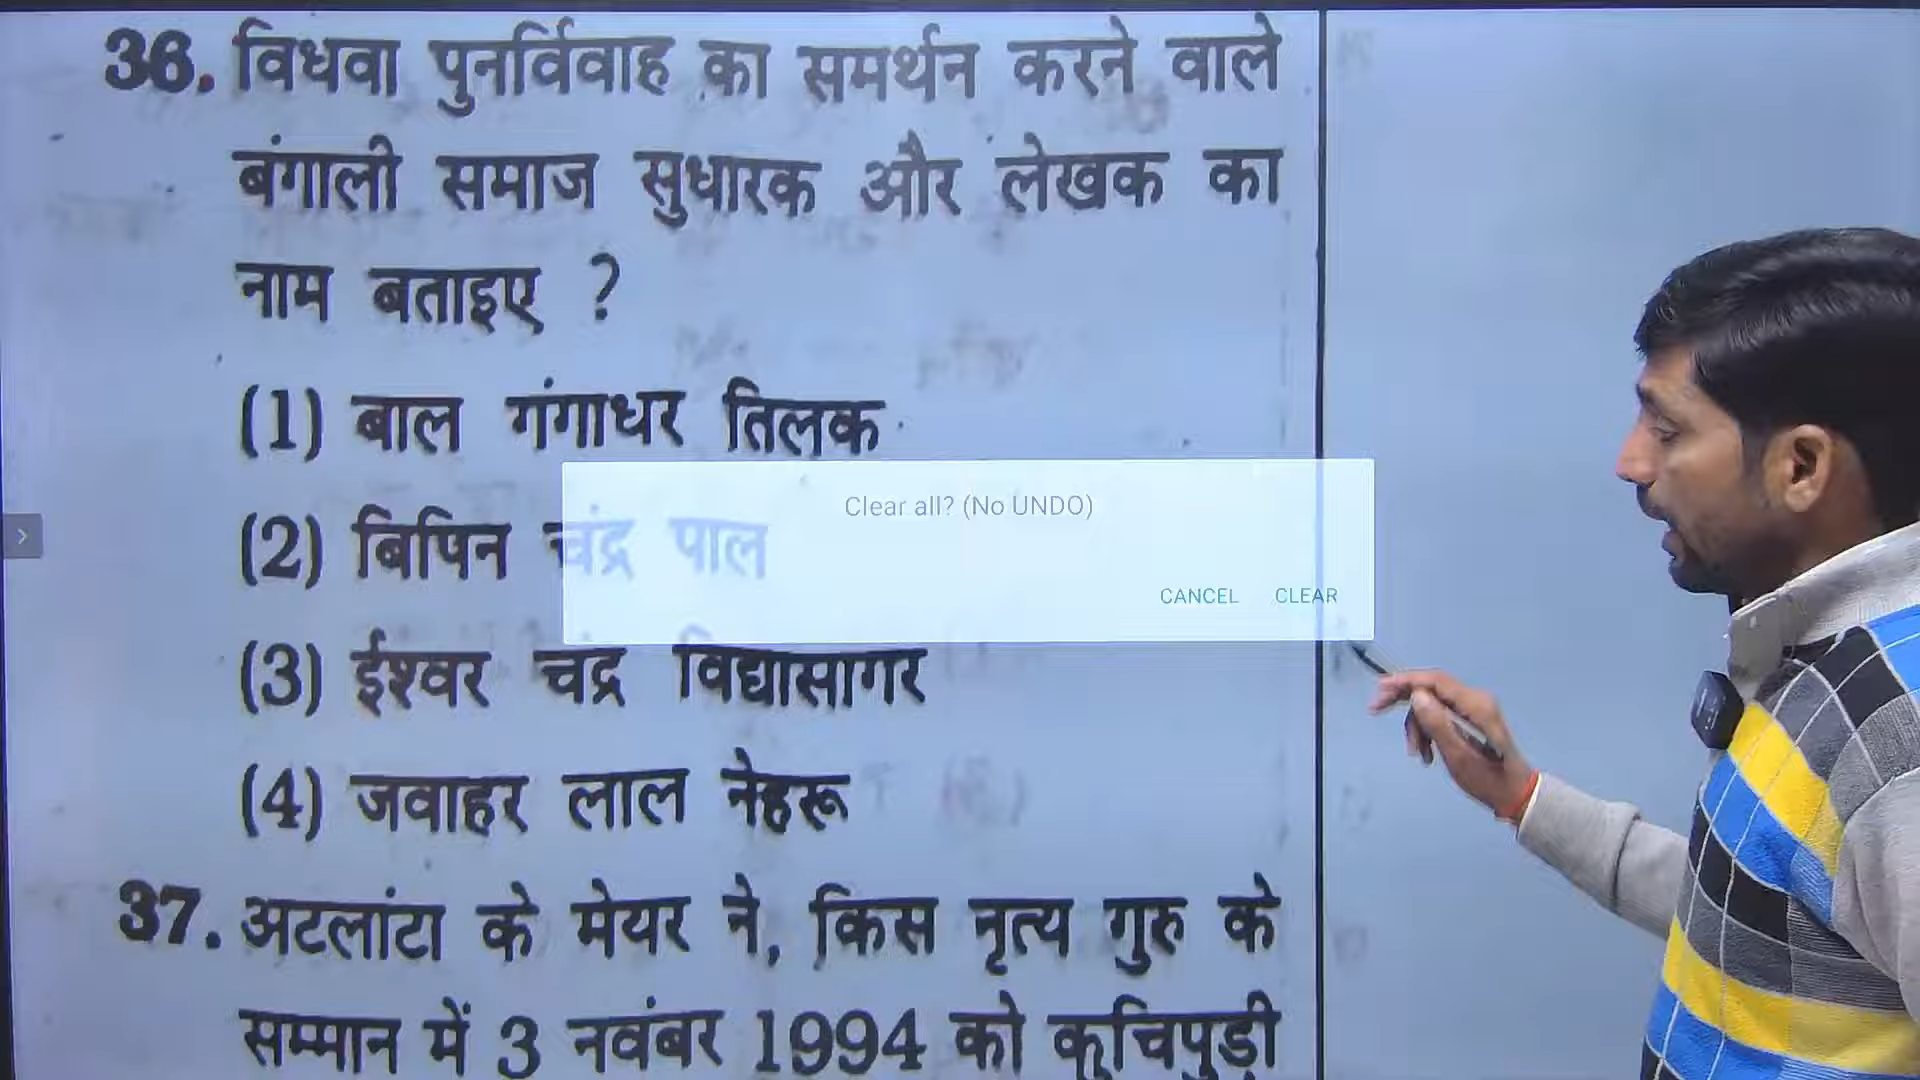 36. विधवा पुनर्विवाह का समर्थन करने वाले
बंगाली समाज सुधारक और लेखक का
नाम बताइए ?
(1) बाल गंगाधर तिलक
Clear all? (No UNDO)
(2) बिपिन चंद्र पाल
CANCEL CLEAR
(3) ईश्वर चंद्र विद्यासागर
(4) जवाहर लाल नेहरू
37. अटलांटा के मेयर ने, किस नृत्य गुरु के
सम्मान में 3 नवंबर 1994 को कुचिपुड़ी